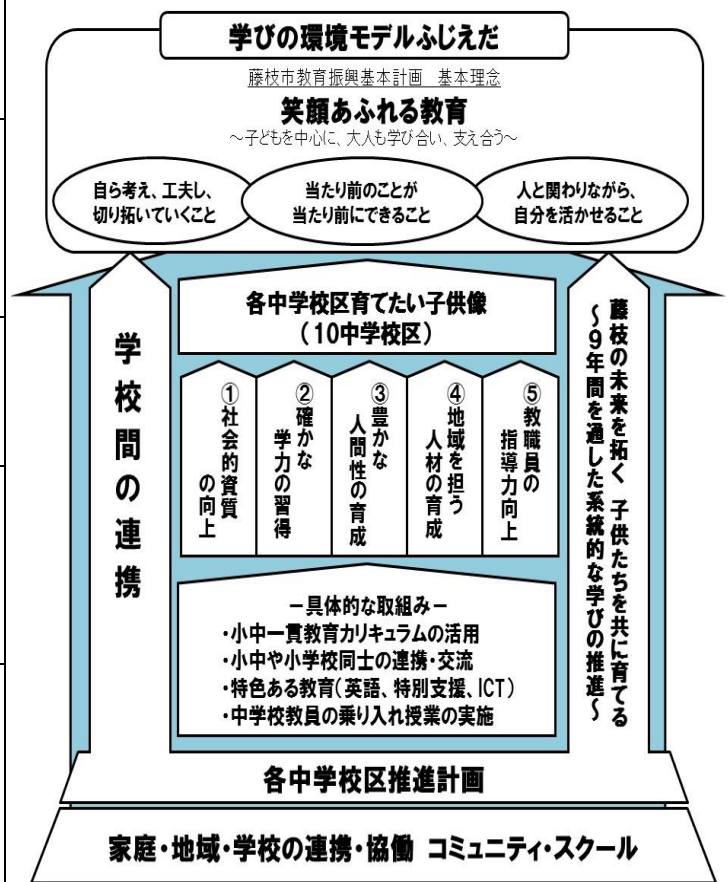 学びの環境モデルふじえだ
藤枝市教育振興基本計画 基本理念
笑顔あふれる教育
～子どもを中心に、大人も学び合い、支え合う～
自ら考え、工夫し、
切り拓いていくこと
当たり前のことが
当たり前にできること
人と関わりながら、
自分を活かせること
各中学校区育てたい子供像
（10中学校区）
学校間の連携
①社会的資質
の向上
②確かな
学力の習得
③豊かな
人間性の育成
④地域を担う
人材の育成
⑤教職員の
指導力向上
藤枝の未来を拓く 子供たちを共に育てる
～9年間を通した系統的な学びの推進～
－具体的な取組み－
・小中一貫教育カリキュラムの活用
・小中や小学校同士の連携・交流
・特色ある教育（英語、特別支援、ICT）
・中学校教員の乗り入れ授業の実施
各中学校区推進計画
家庭・地域・学校の連携・協働 コミュニティ・スクール